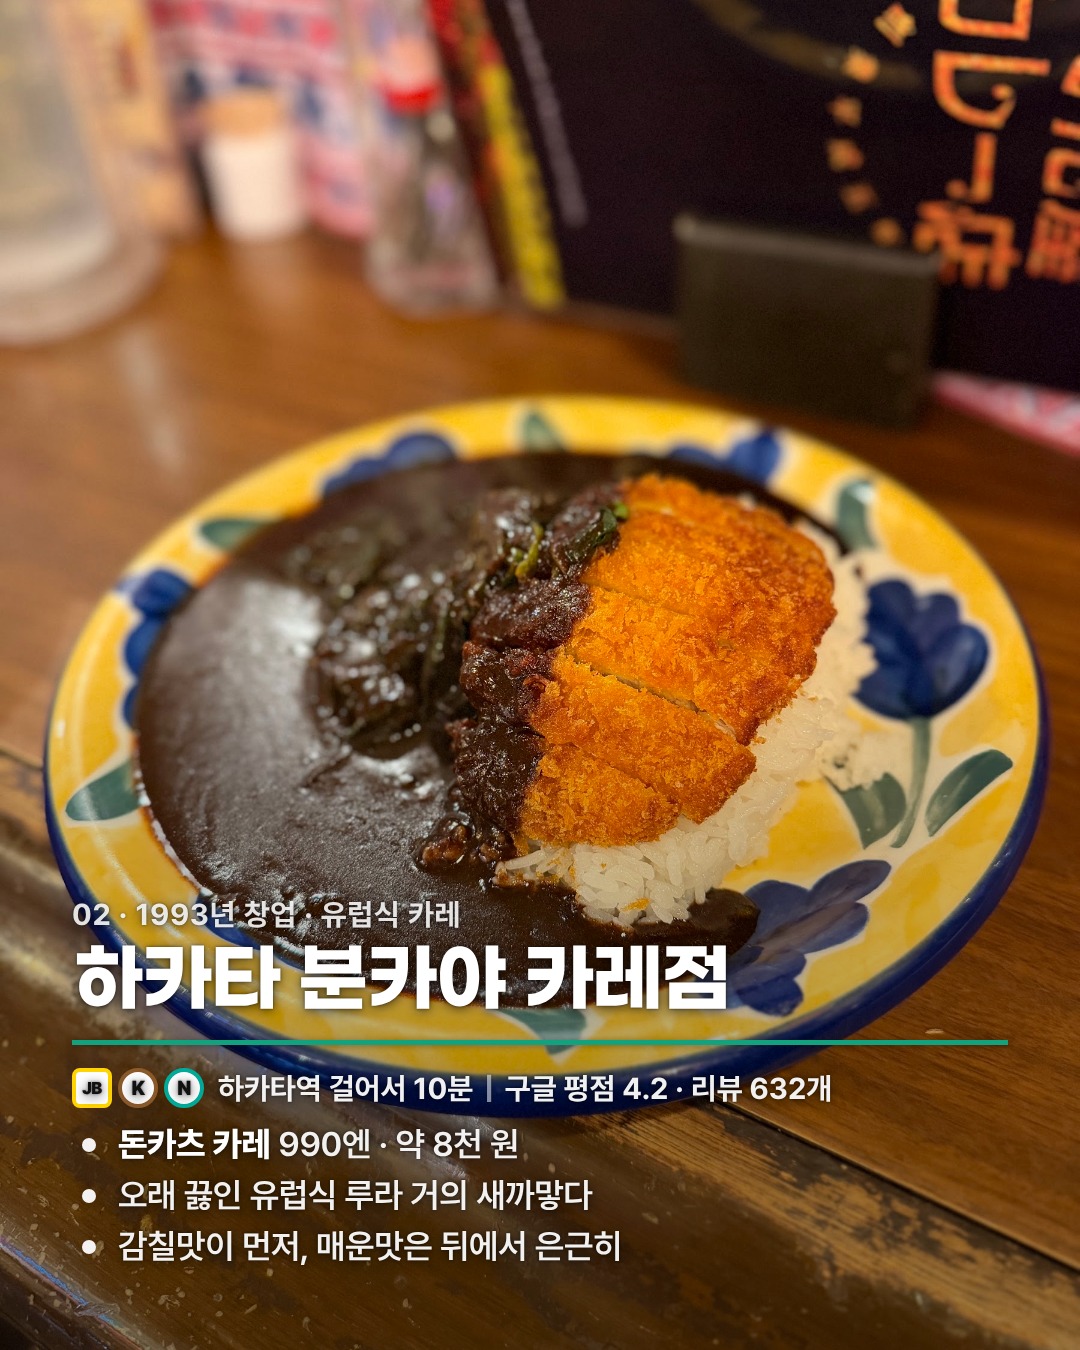 カレー店
02 · 1993년 창업 · 유럽식 카레
하카타 분카야 카레점
JB K N 하카타역 걸어서 10분 | 구글 평점 4.2 · 리뷰 632개
• 돈카츠 카레 990엔 · 약 8천 원
• 오래 끓인 유럽식 루라 거의 새까맣다
• 감칠맛이 먼저, 매운맛은 뒤에서 은근히